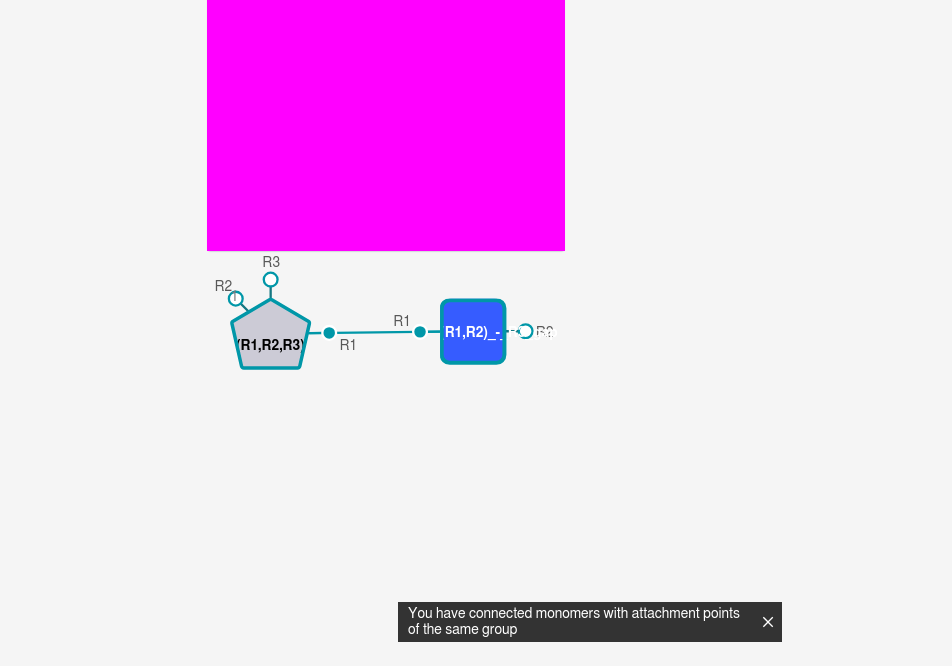 R3
R2
R1
(R1,R2,R3)
R1
R1,R2)_-_
R2
You have connected monomers with attachment points
of the same group